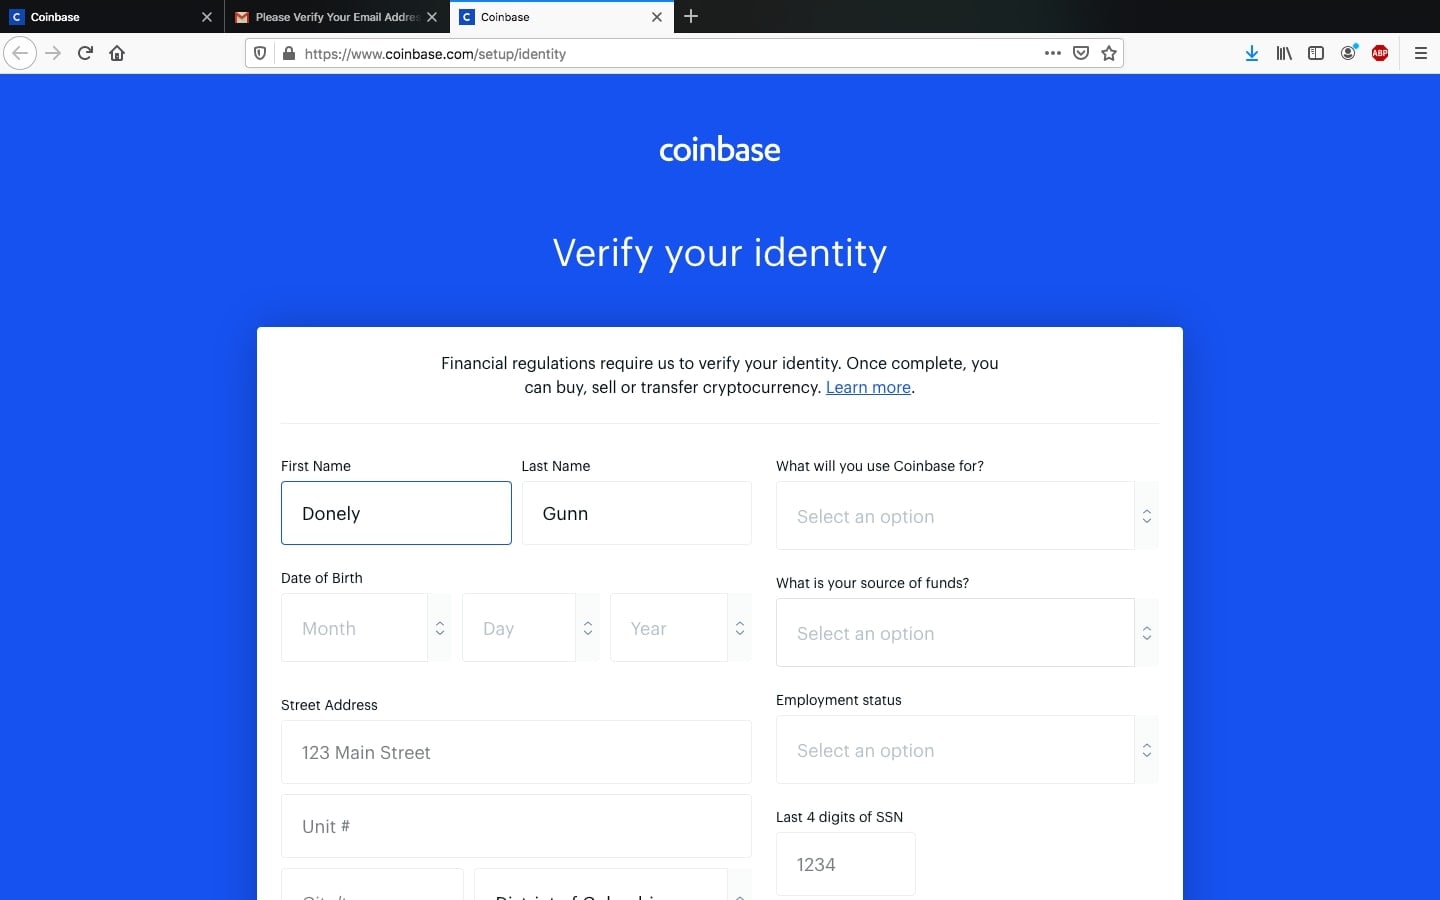 Coinbase
Please Verify Your Email Addres
Coinbase
https://www.coinbase.com/setup/identity
ABP
coinbase
Verify your identity
Financial regulations require us to verify your identity. Once complete, you
can buy, sell or transfer cryptocurrency. Learn more.
First Name
Last Name
Donely
Gunn
Date of Birth
Month
Day
Year
Street Address
123 Main Street
Unit #
What will you use Coinbase for?
Select an option
What is your source of funds?
Select an option
Employment status
Select an option
Last 4 digits of SSN
1234